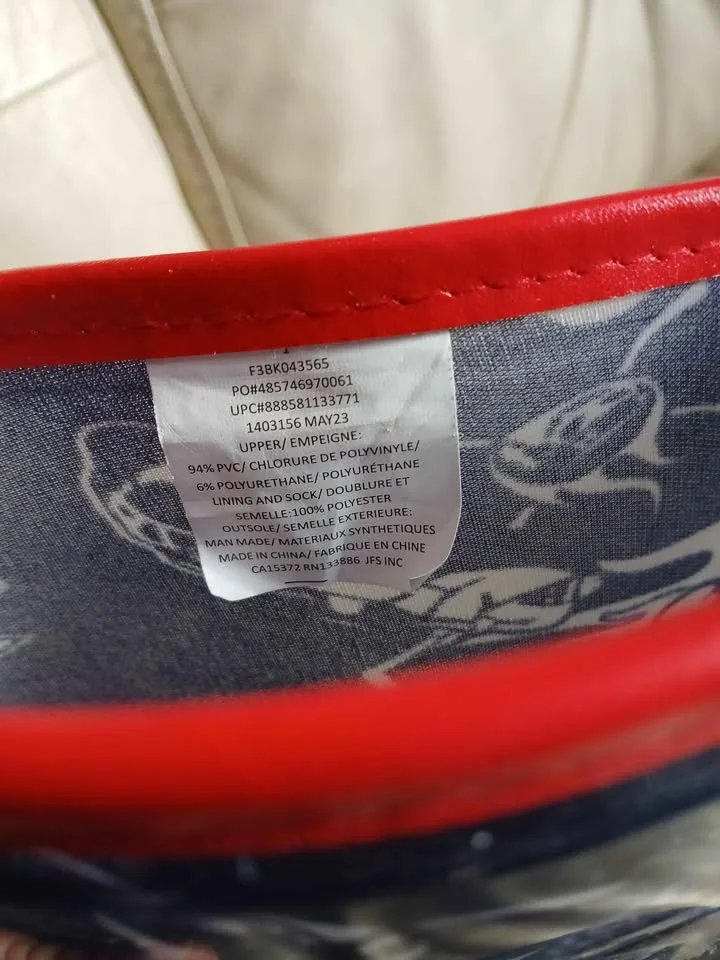 1
F3BK043565
PO#485746970061
UPC#888581133771
1403156 MAY23
UPPER/ EMPEIGNE:
94% PVC/ CHLORURE DE POLYVINYLE/
6% POLYURETHANE/ POLYURÉTHANE
LINING AND SOCK/ DOUBLURE ET
SEMELLE:100% POLYESTER
OUTSOLE/ SEMELLE EXTERIEURE:
MAN MADE/ MATERIAUX SYNTHETIQUES
MADE IN CHINA/ FABRIQUE EN CHINE
CA15372 RN133886 JFS INC